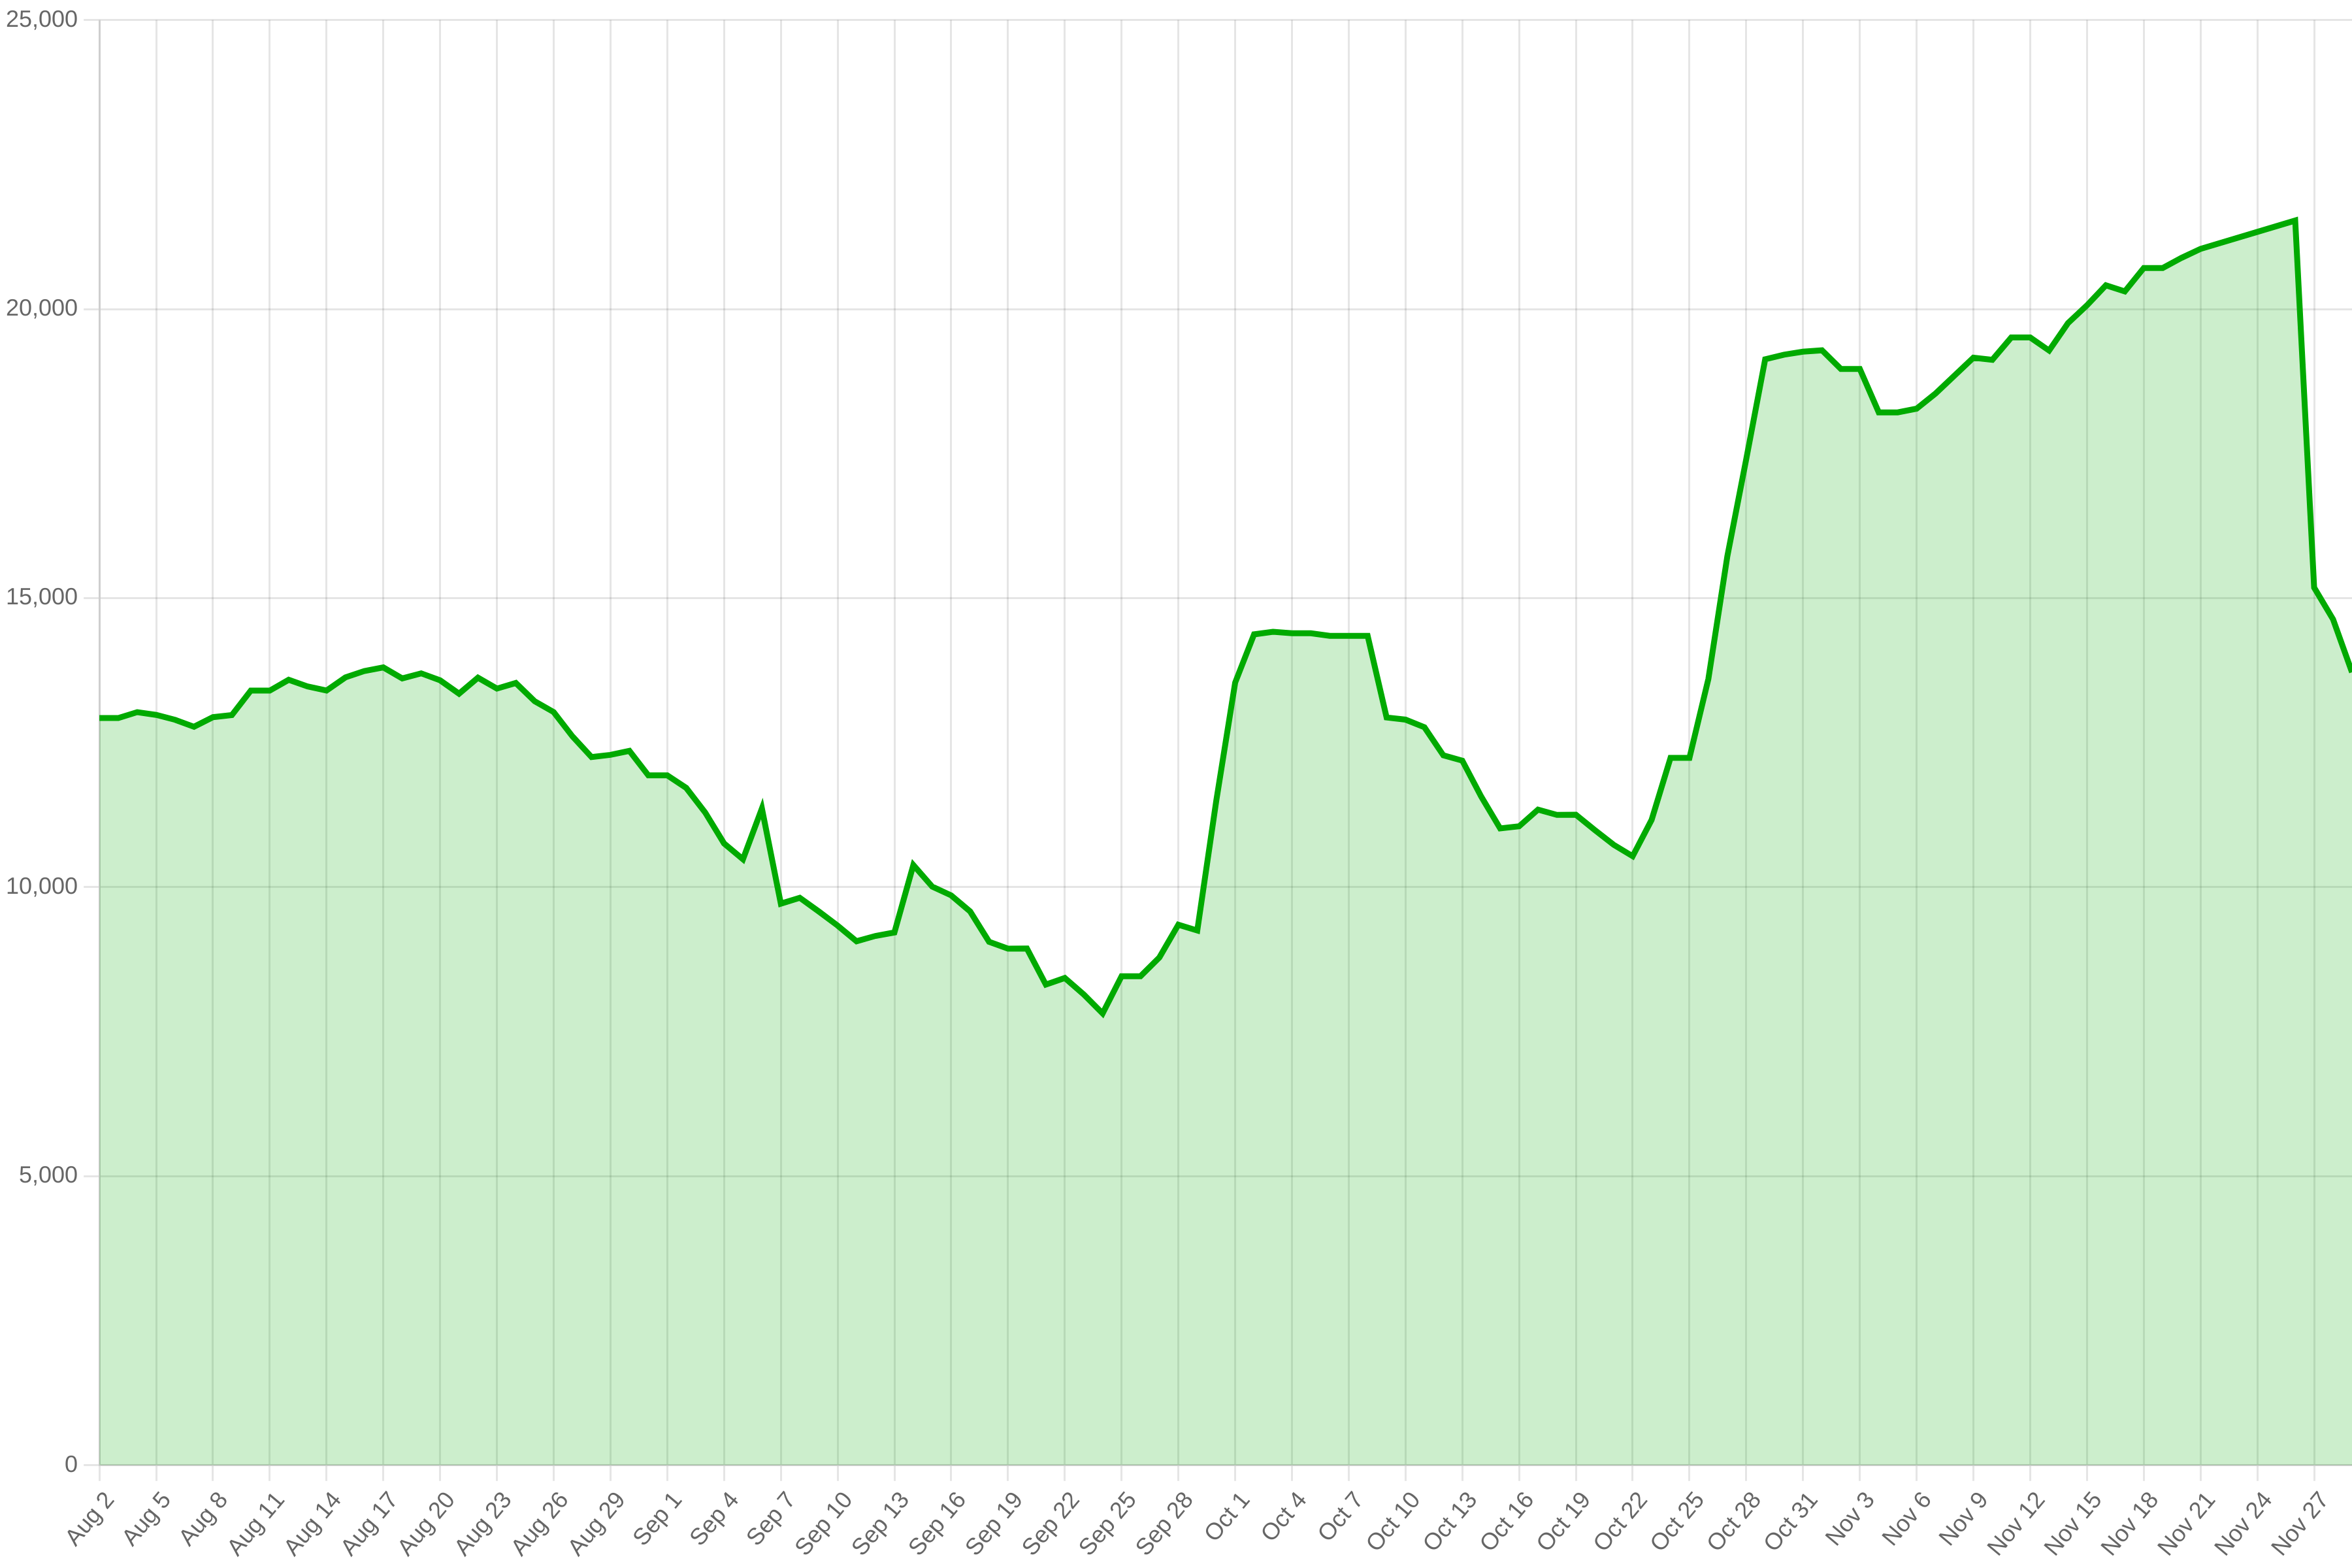 25,000
20,000
15,000
10,000
5,000
0
Aug 2
Aug 5
Aug 8
Aug 11
Aug 14
Aug 17
Aug 20
Aug 23
Aug 26
Aug 29
Sep 1
Sep 4
Sep 7
Sep 10
Sep 13
Sep 16
Sep 19
Sep 22
Sep 25
Sep 28
Oct 1
Oct 4
Oct 7
Oct 10
Oct 13
Oct 16
Oct 19
Oct 22
Oct 25
Oct 28
Oct 31
Nov 3
Nov 6
Nov 9
Nov 12
Nov 15
Nov 18
Nov 21
Nov 24
Nov 27